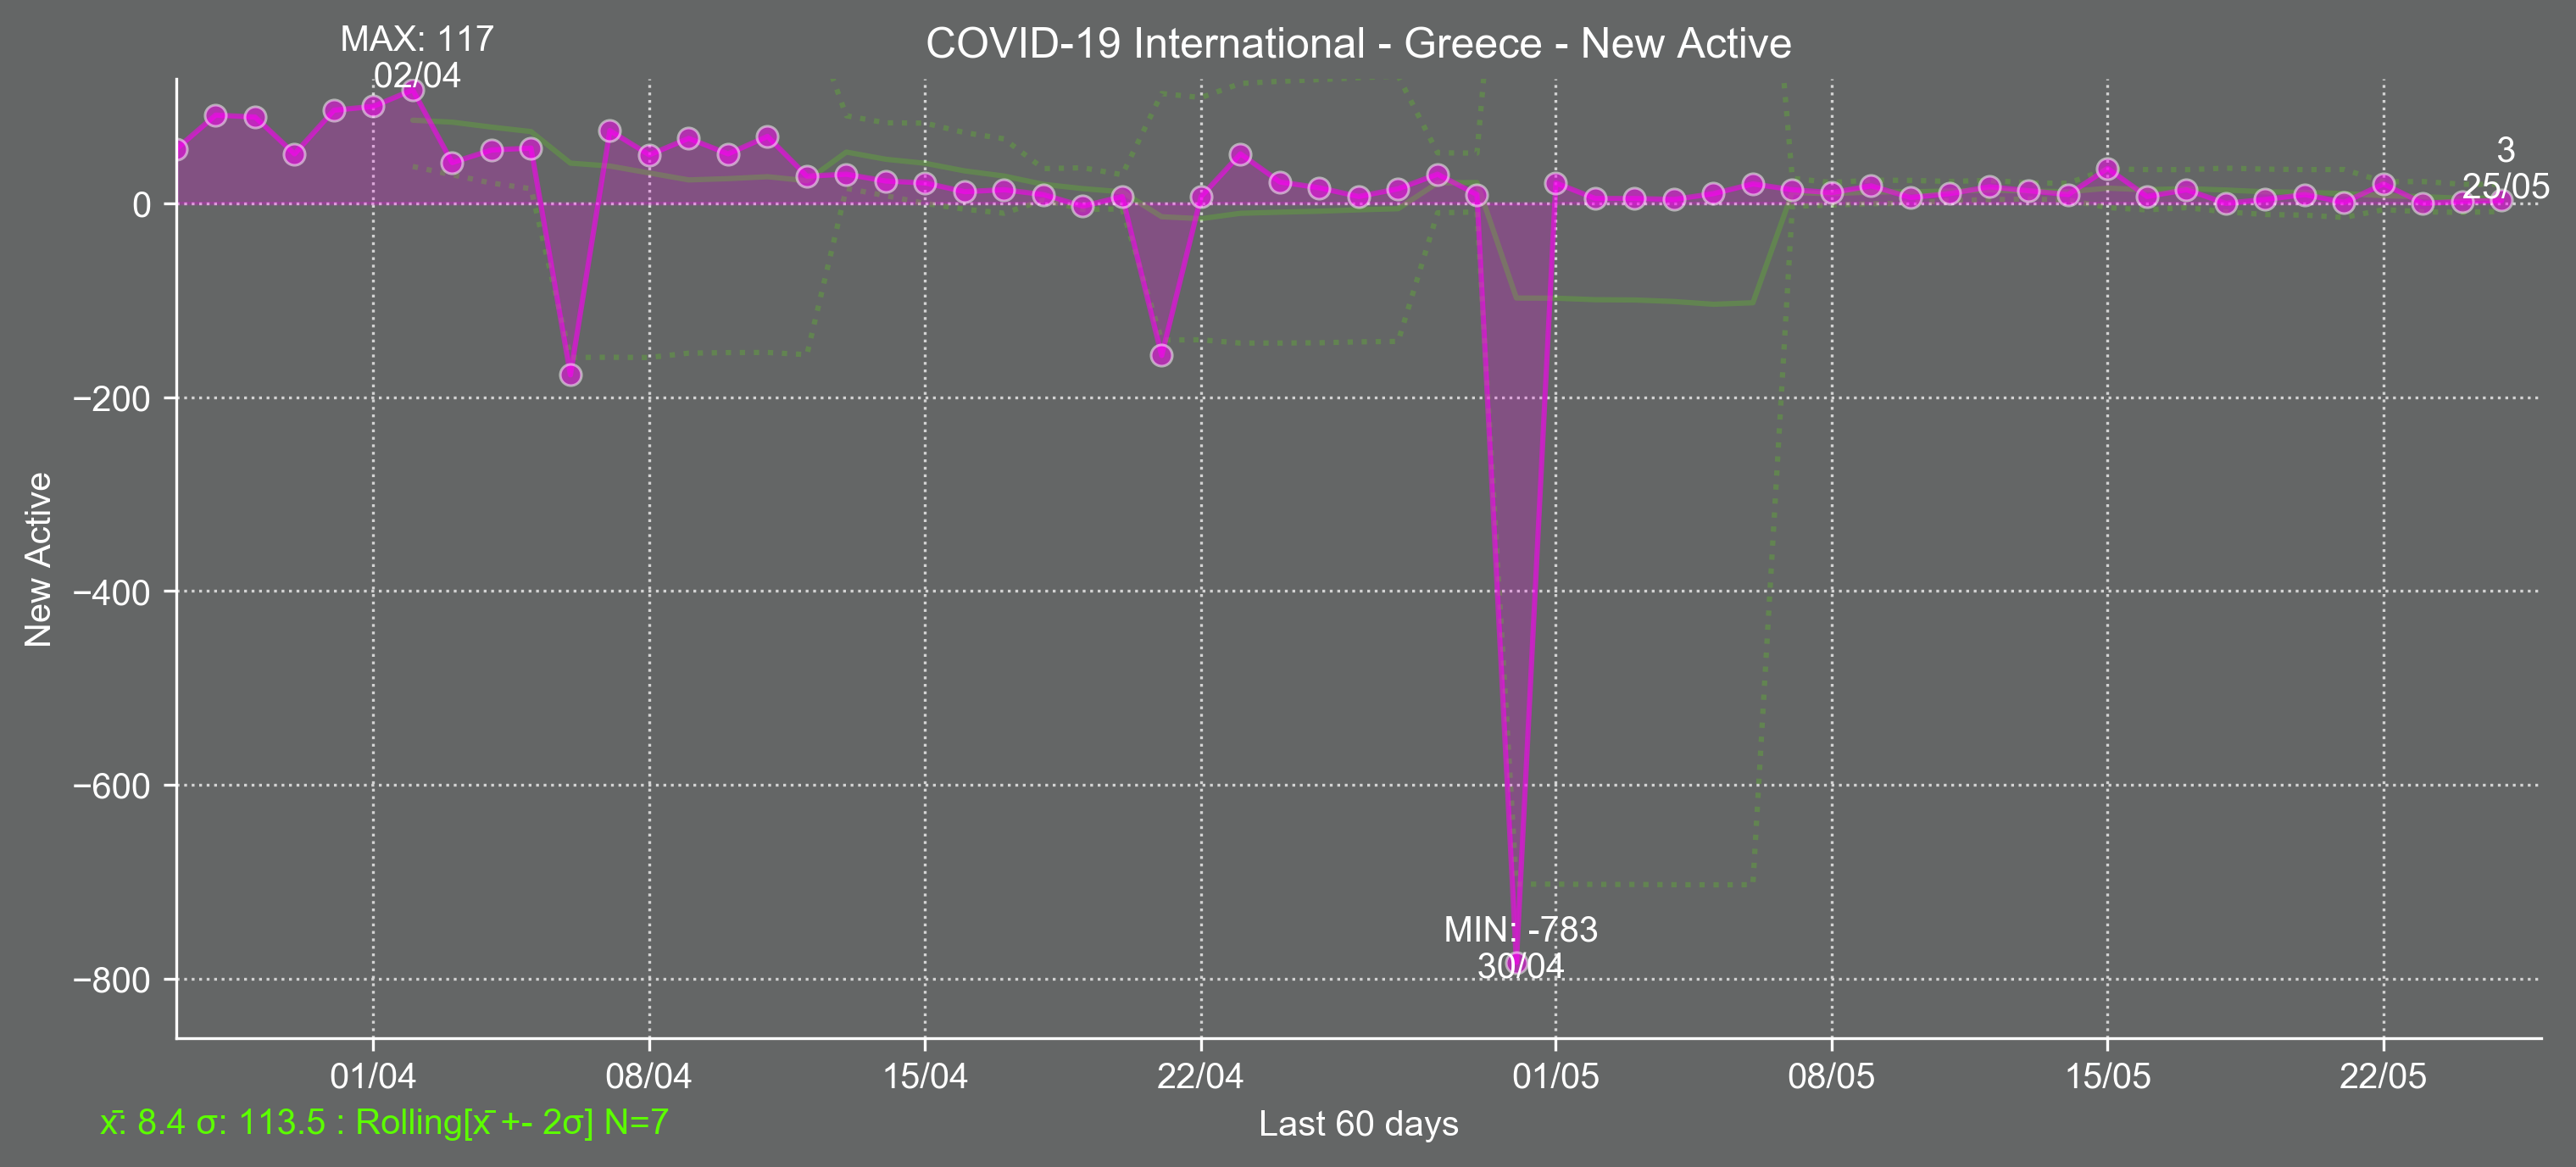 COVID-19 International - Greece - New Active
MAX: 117
02/04
3
25/05
0
−200
−400
−600
−800
New Active
MIN: -783
30/04
01/04
08/04
15/04
22/04
01/05
08/05
15/05
22/05
x̄: 8.4 σ: 113.5 : Rolling[x̄ +- 2σ] N=7
Last 60 days